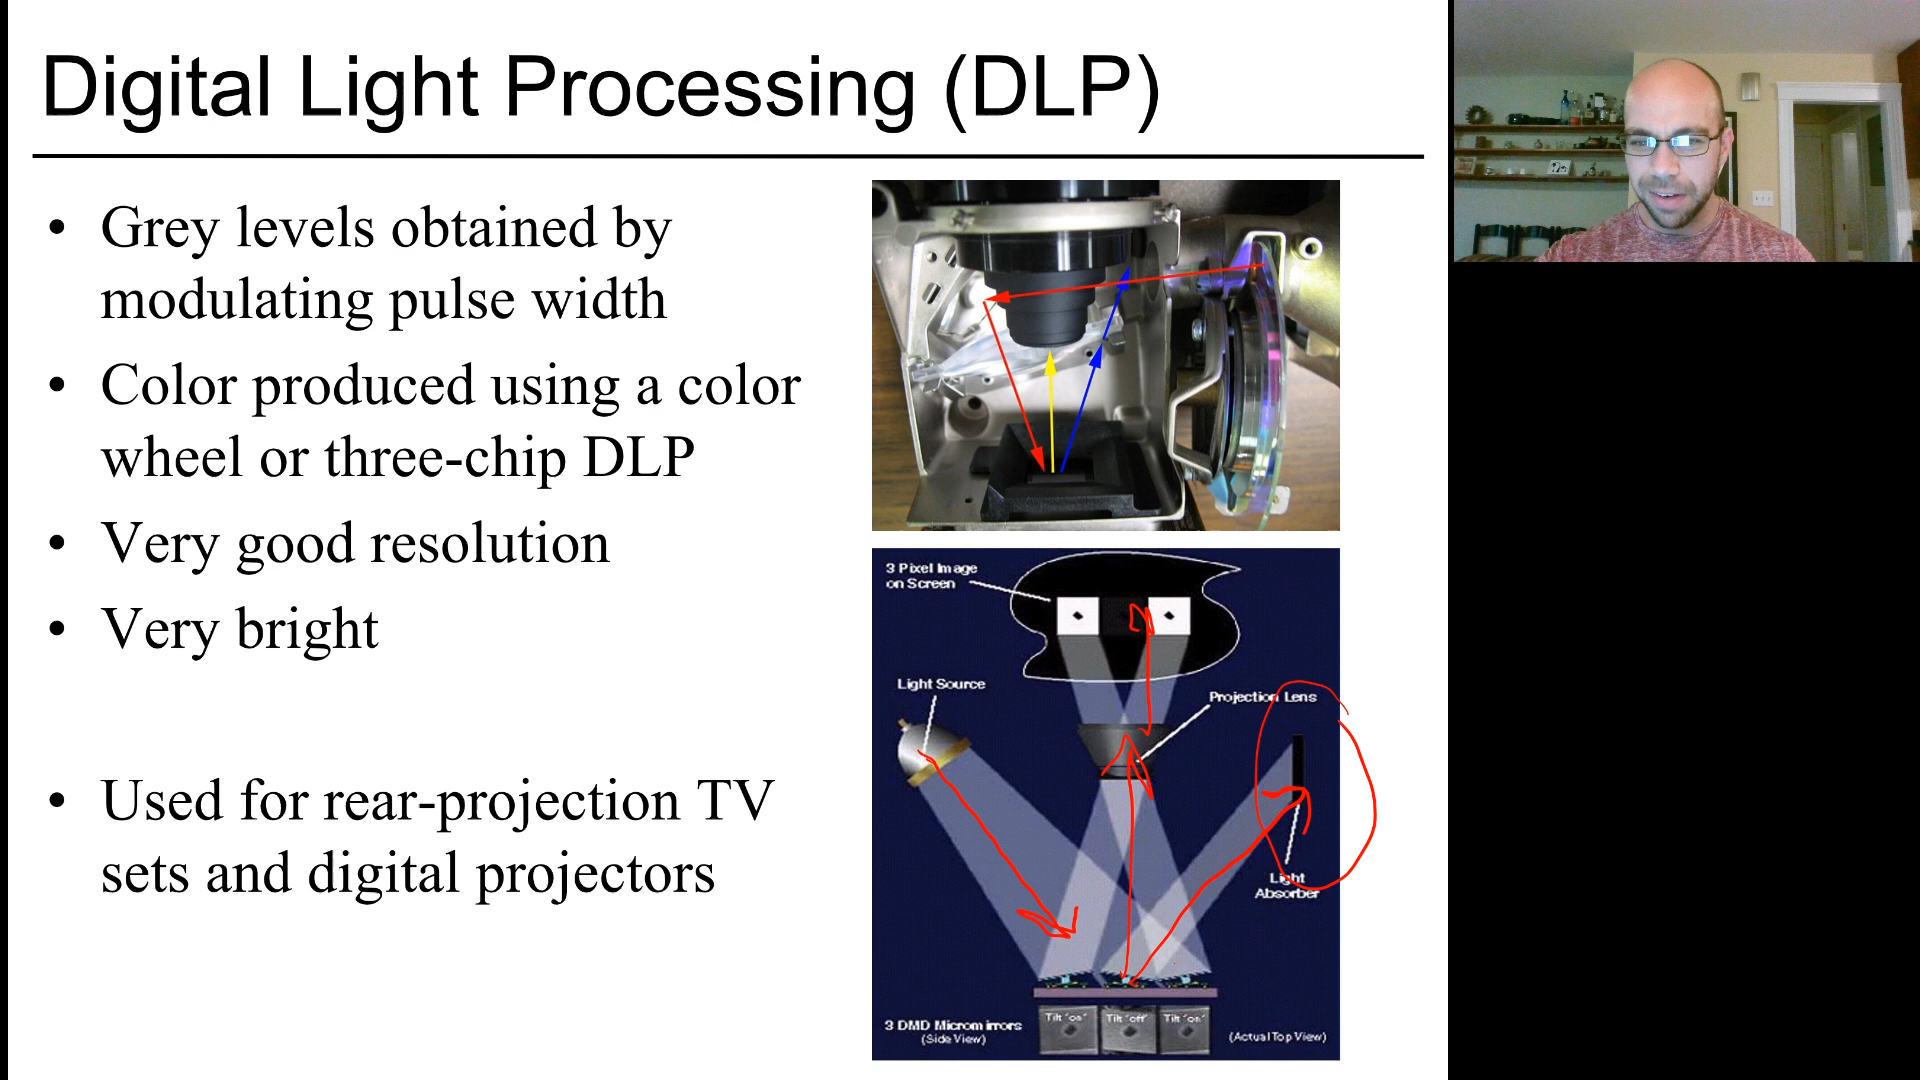 Digital Light Processing (DLP)
• Grey levels obtained by
modulating pulse width
• Color produced using a color
wheel or three-chip DLP
• Very good resolution
• Very bright
• Used for rear-projection TV
sets and digital projectors
3 Pixel Image
on Screen
Light Source
Projection Lens
Light
Absorber
Tilt "on"
Tilt "off"
Tilt "on"
3 DMD Micromirrors
(Side View)
(Actual Top View)